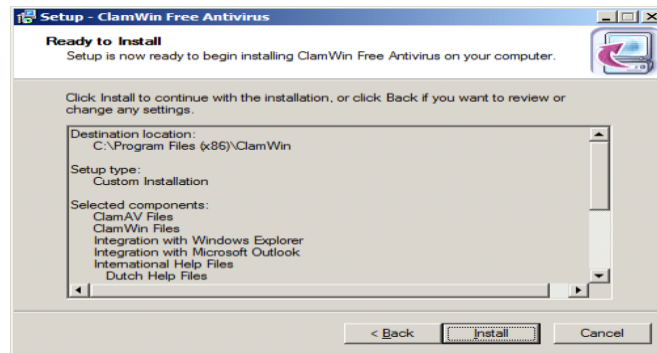 Setup - ClamWin Free Antivirus
Ready to Install
Setup is now ready to begin installing ClamWin Free Antivirus on your computer.
Click Install to continue with the installation, or click Back if you want to review or
change any settings.
Destination location:
C:\Program Files (x86)\ClamWin
Setup type:
Custom Installation
Selected components:
ClamAV Files
ClamWin Files
Integration with Windows Explorer
Integration with Microsoft Outlook
International Help Files
Dutch Help Files
< Back Install Cancel